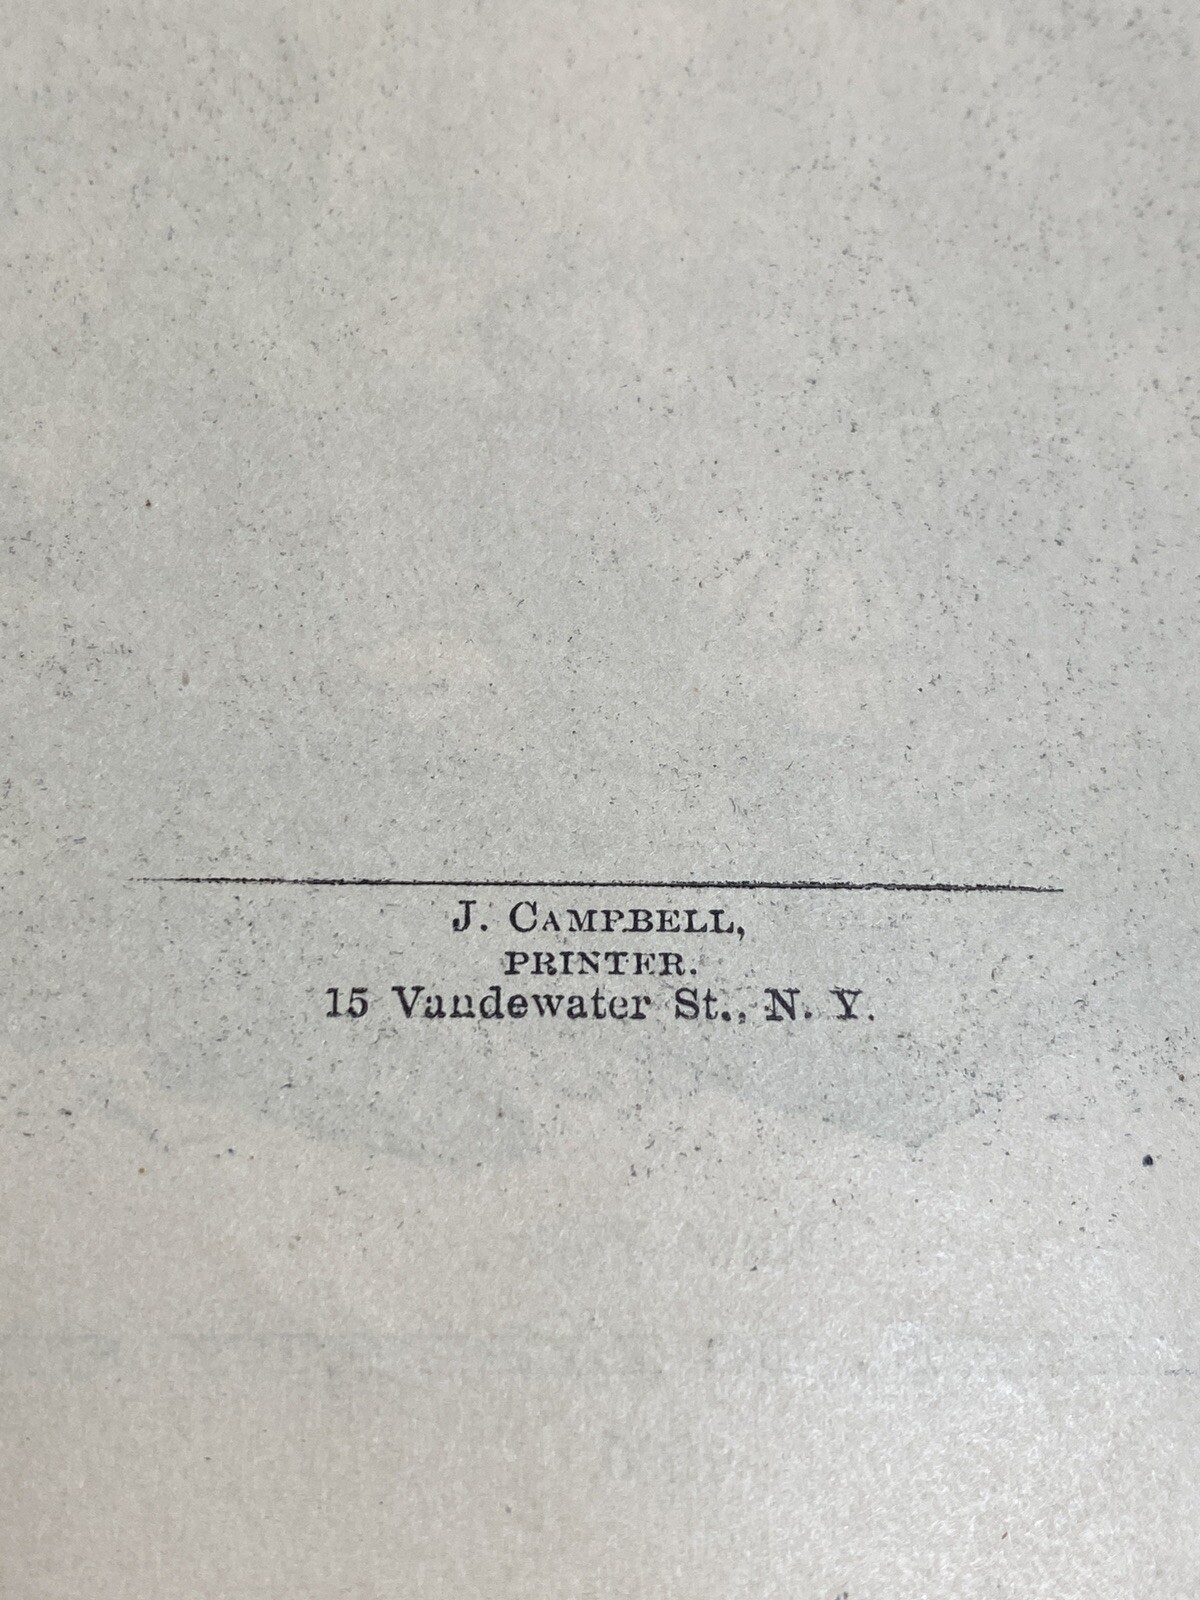 J. CAMPBELL,
PRINTER.
15 Vandewater St., N. Y.